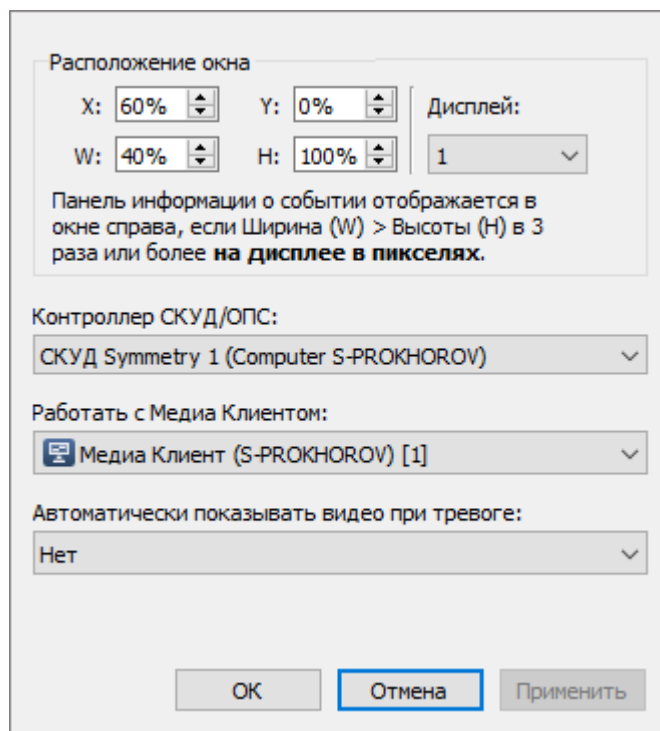 Расположение окна
X: 60% Y: 0% Дисплей:
W: 40% H: 100% 1
Панель информации о событии отображается в
окне справа, если Ширина (W) > Высоты (H) в 3
раза или более на дисплее в пикселях.
Контроллер СКУД/ОПС:
СКУД Symmetry 1 (Computer S-PROKHOROV)
Работать с Медиа Клиентом:
Медиа Клиент (S-PROKHOROV) [1]
Автоматически показывать видео при тревоге:
Нет
ОК Отмена Применить